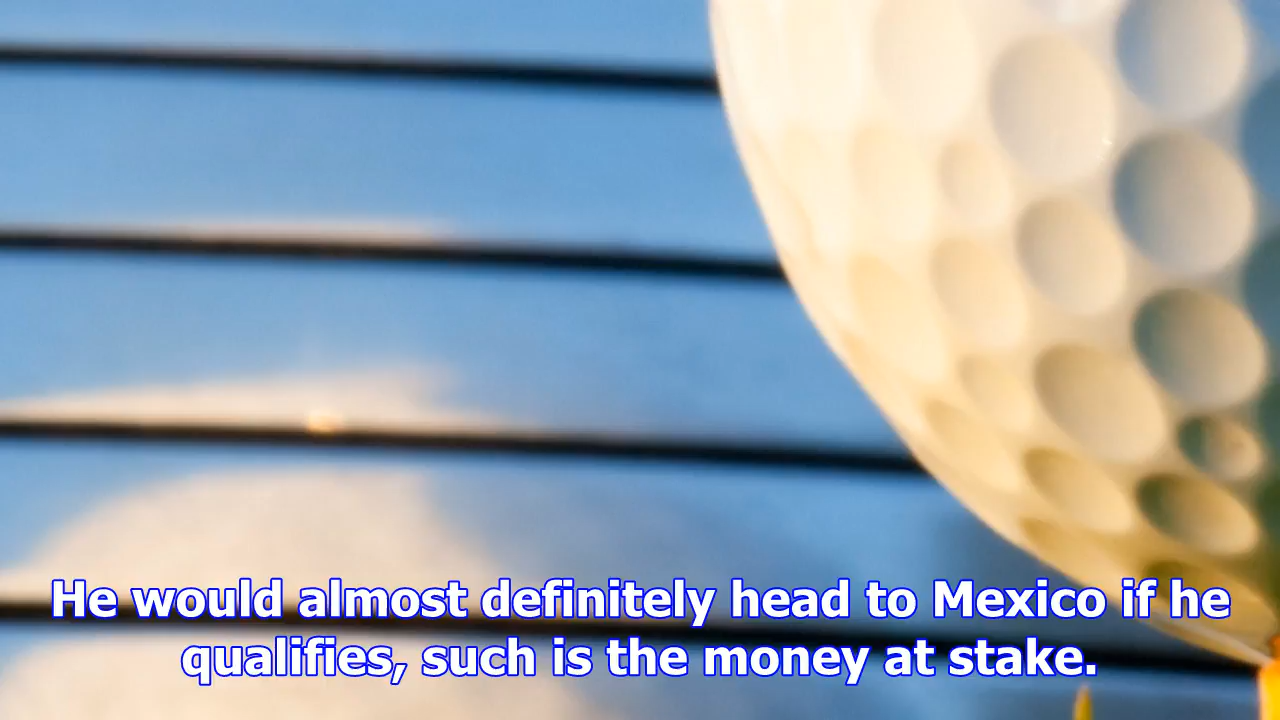 He would almost definitely head to Mexico if he
qualifies, such is the money at stake.